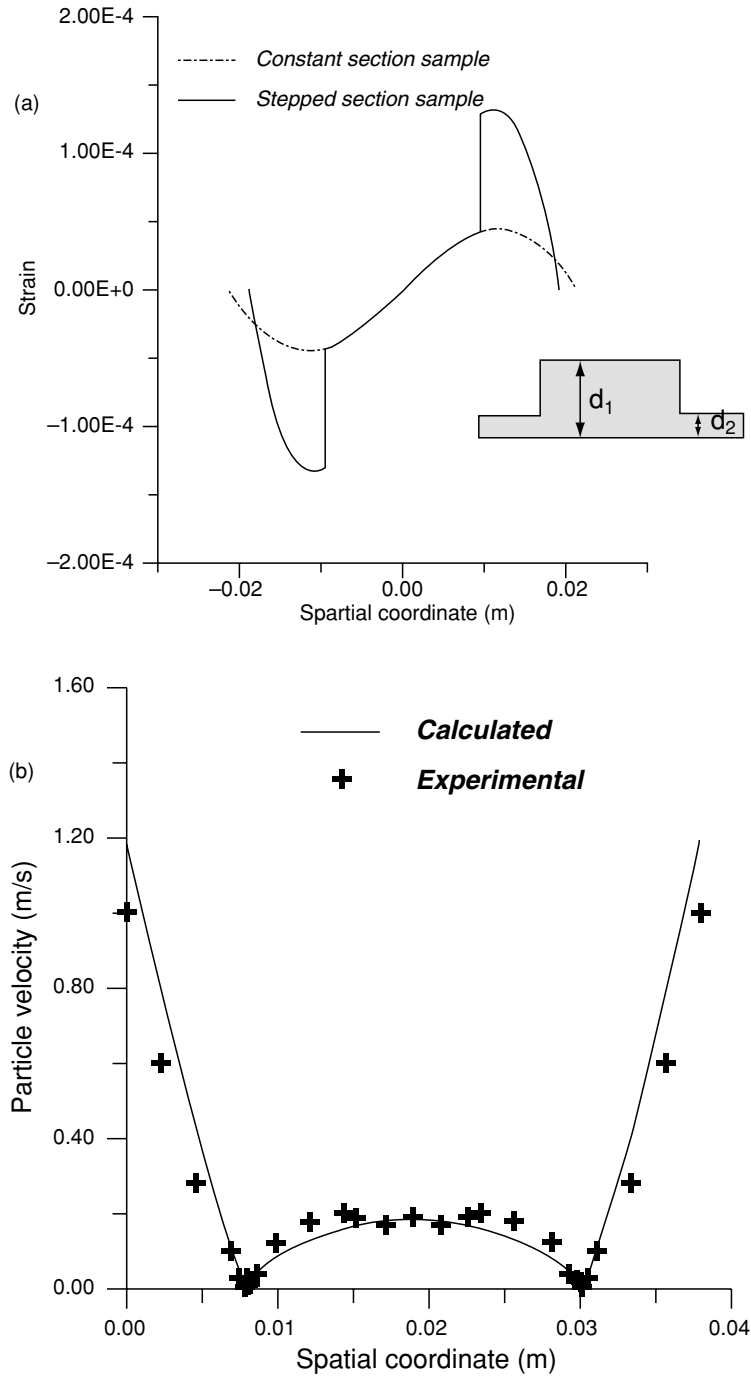 2.00E-4
Constant section sample
(a)
Stepped section sample
1.00E-4
Strain
0.00E+0
d1
d2
−1.00E-4
−2.00E-4
−0.02
0.00
0.02
Spartial coordinate (m)
1.60
Calculated
(b)
Experimental
1.20
Particle velocity (m/s)
0.80
0.40
0.00
0.00
0.01
0.02
0.03
0.04
Spatial coordinate (m)